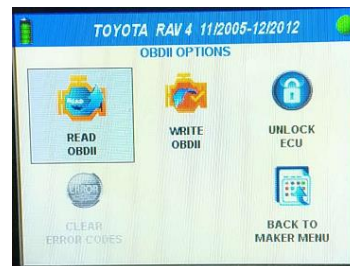 TOYOTA RAV 4 11/2005-12/2012
OBDII OPTIONS
READ
READ
OBDII
WRITE
OBDII
UNLOCK
ECU
ERROR
CLEAR
ERROR CODES
BACK TO
MAKER MENU